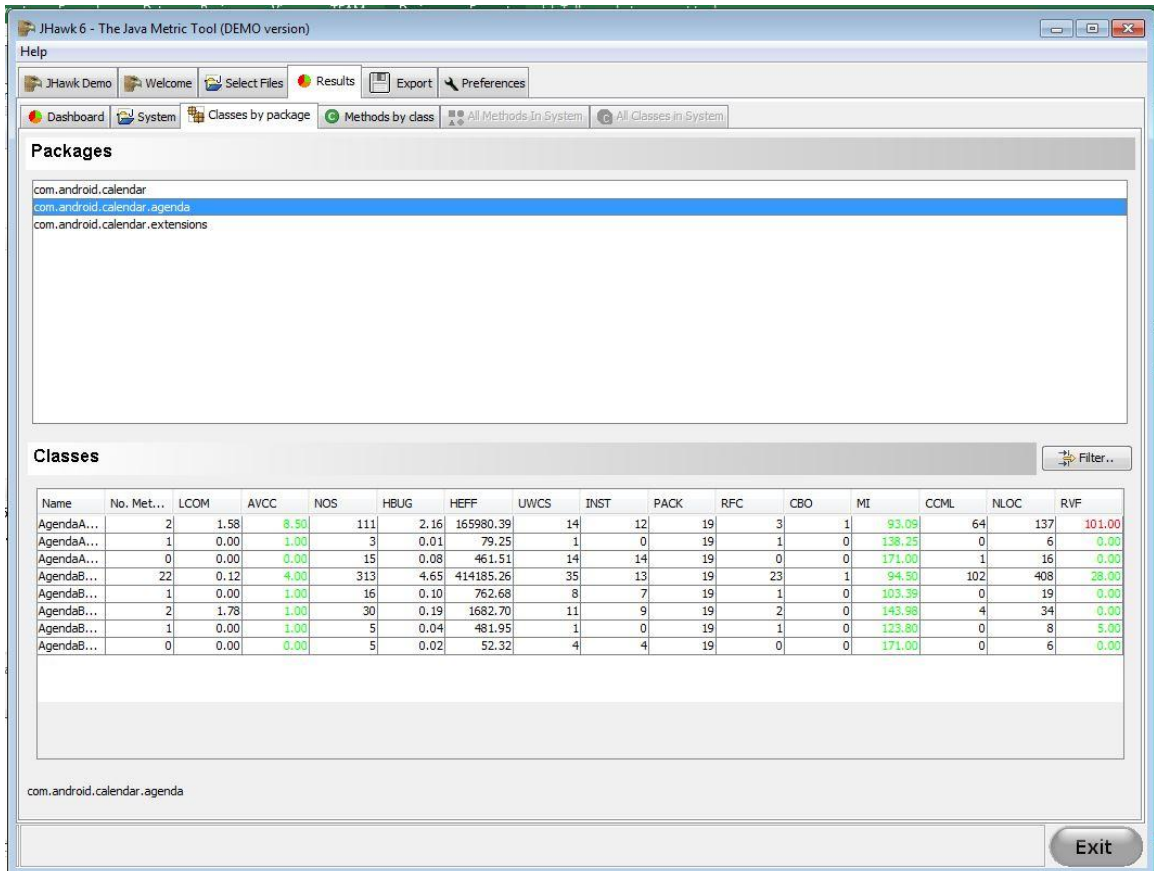 JHawk 6 - The Java Metric Tool (DEMO version)
Help
JHawk Demo Welcome Select Files Results Export Preferences
Dashboard System Classes by package Methods by class All Methods In System All Classes in System
Packages
com.android.calendar
com.android.calendar.agenda
com.android.calendar.extensions
Classes
Filter..
Name No. Met... LCOM AVCC NOS HBUG HEFF UWCS INST PACK RFC CBO MI CCML NLOC RVF
AgendaA... 2 1.58 8.50 111 2.16 165980.39 14 12 19 3 1 93.09 64 137 101.00
AgendaA... 1 0.00 1.00 3 0.01 79.25 1 0 19 1 0 138.25 0 6 0.00
AgendaA... 0 0.00 0.00 15 0.08 461.51 14 14 19 0 0 171.00 1 16 0.00
AgendaB... 22 0.12 4.00 313 4.65 414185.26 35 13 19 23 1 94.50 102 408 28.00
AgendaB... 1 0.00 1.00 16 0.10 762.68 8 7 19 1 0 103.39 0 19 0.00
AgendaB... 2 1.78 1.00 30 0.19 1682.70 11 9 19 2 0 143.98 4 34 0.00
AgendaB... 1 0.00 1.00 5 0.04 481.95 1 0 19 1 0 123.80 0 8 5.00
AgendaB... 0 0.00 0.00 5 0.02 52.32 4 4 19 0 0 171.00 0 6 0.00
com.android.calendar.agenda
Exit